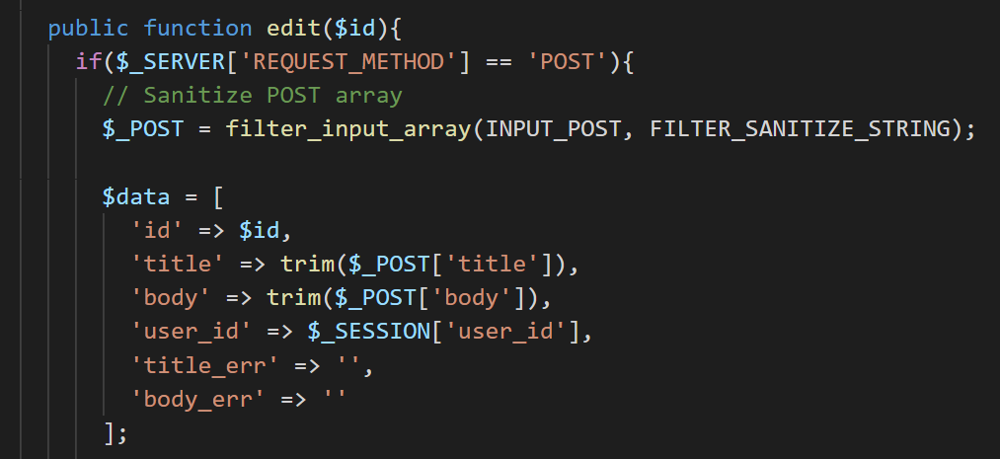 public function edit($id){
if($_SERVER['REQUEST_METHOD'] == 'POST'){
// Sanitize POST array
$_POST = filter_input_array(INPUT_POST, FILTER_SANITIZE_STRING);
$data = [
'id' => $id,
'title' => trim($_POST['title']),
'body' => trim($_POST['body']),
'user_id' => $_SESSION['user_id'],
'title_err' => '',
'body_err' => ''
];